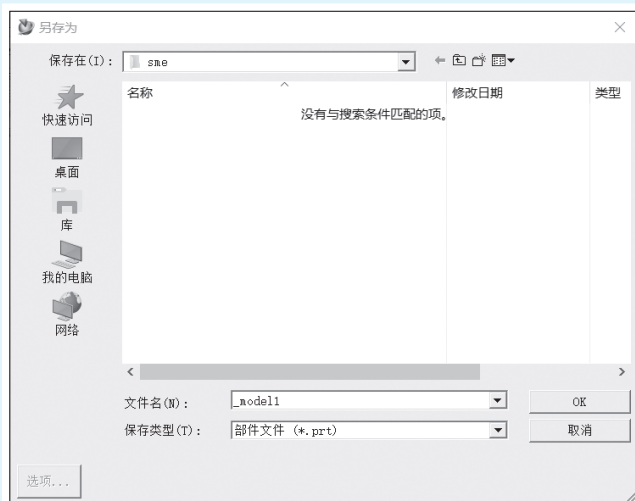 另存为
保存在(I):
sme
名称
修改日期
类型
没有与搜索条件匹配的项。
快速访问
桌面
库
我的电脑
网络
文件名(N):
_model1
OK
保存类型(T):
部件文件 (*.prt)
取消
选项...